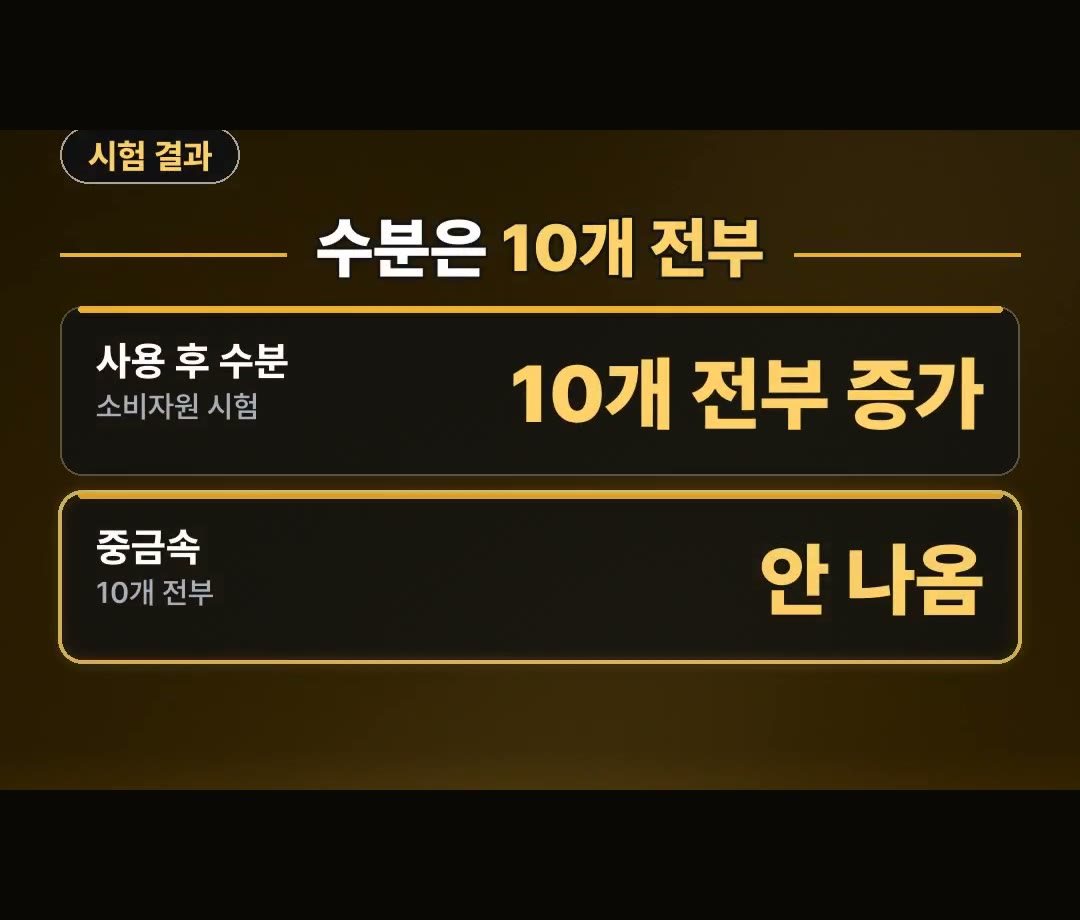 시험 결과
수분은 10개 전부
사용 후 수분
소비자원 시험
10개 전부 증가
중금속
10개 전부
안 나옴